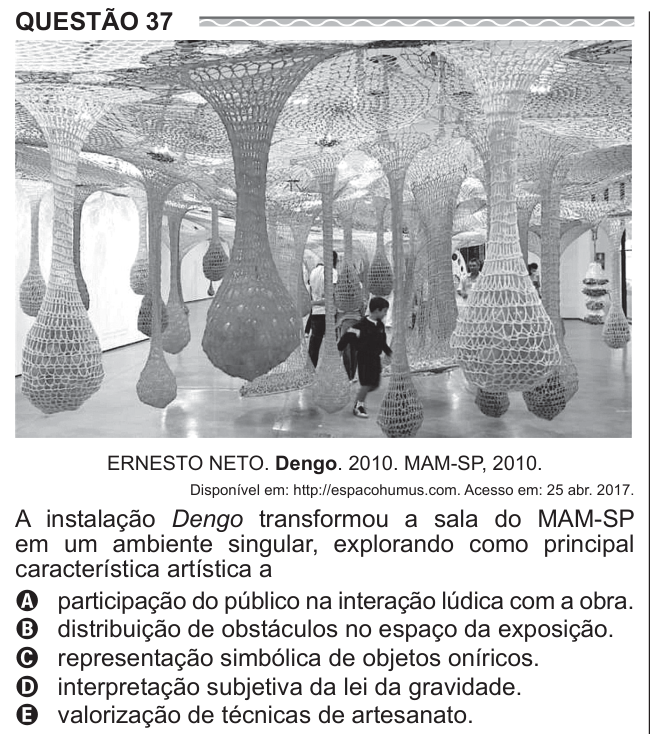 QUESTÃO 37
ERNESTO NETO. Dengo. 2010. MAM-SP, 2010.
Disponível em: http://espacohumus.com. Acesso em: 25 abr. 2017.
A instalação Dengo transformou a sala do MAM-SP
em um ambiente singular, explorando como principal
característica artística a
A participação do público na interação lúdica com a obra.
B distribuição de obstáculos no espaço da exposição.
C representação simbólica de objetos oníricos.
D interpretação subjetiva da lei da gravidade.
E valorização de técnicas de artesanato.